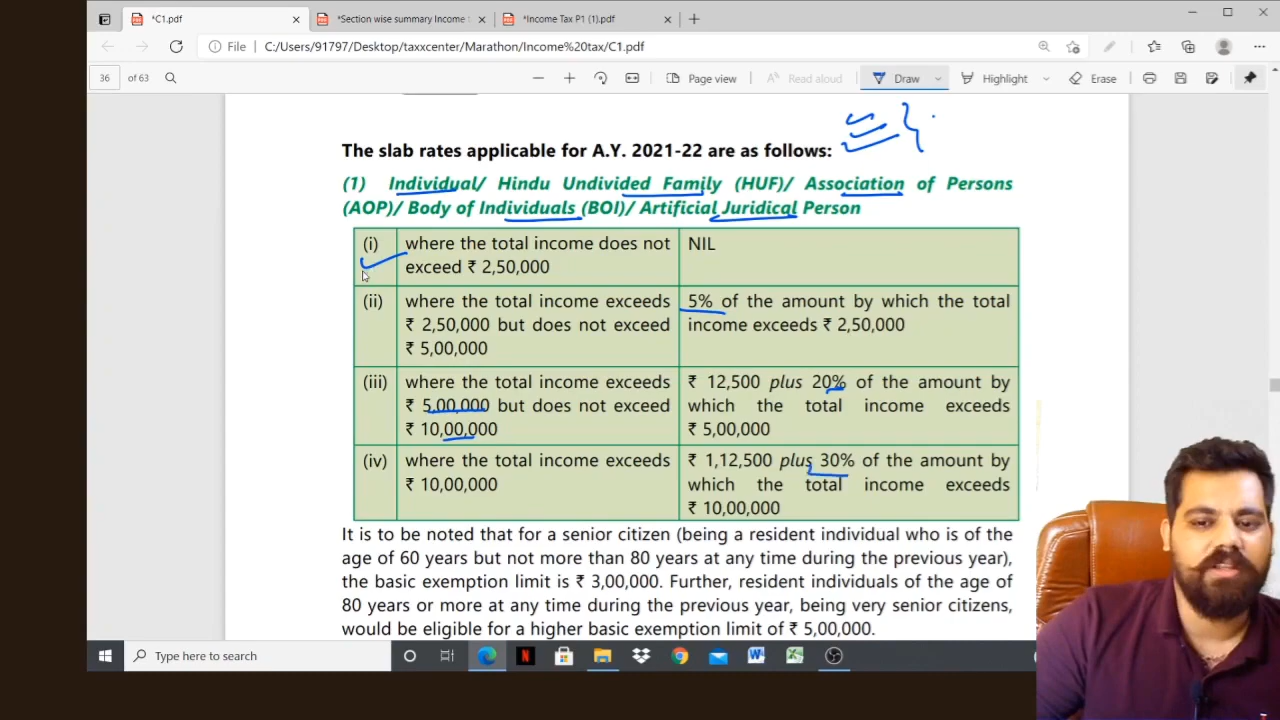 *C1.pdf
*Section wise summary Income
*Income Tax P1 (1).pdf
File
C:/Users/91797/Desktop/taxxcenter/Marathon/Income%20tax/C1.pdf
36 of 63
Page view
Read aloud
Draw
Highlight
Erase
The slab rates applicable for A.Y. 2021-22 are as follows:
(1) Individual/ Hindu Undivided Family (HUF)/ Association of Persons
(AOP)/ Body of Individuals (BOI)/ Artificial Juridical Person
(i) where the total income does not NIL
exceed ₹ 2,50,000
(ii) where the total income exceeds 5% of the amount by which the total
₹ 2,50,000 but does not exceed income exceeds ₹ 2,50,000
₹ 5,00,000
(iii) where the total income exceeds ₹ 12,500 plus 20% of the amount by
₹ 5,00,000 but does not exceed which the total income exceeds
₹ 10,00,000 ₹ 5,00,000
(iv) where the total income exceeds ₹ 1,12,500 plus 30% of the amount by
₹ 10,00,000 which the total income exceeds
₹ 10,00,000
It is to be noted that for a senior citizen (being a resident individual who is of the
age of 60 years but not more than 80 years at any time during the previous year),
the basic exemption limit is ₹ 3,00,000. Further, resident individuals of the age of
80 years or more at any time during the previous year, being very senior citizens,
would be eligible for a higher basic exemption limit of ₹ 5,00,000.
Type here to search